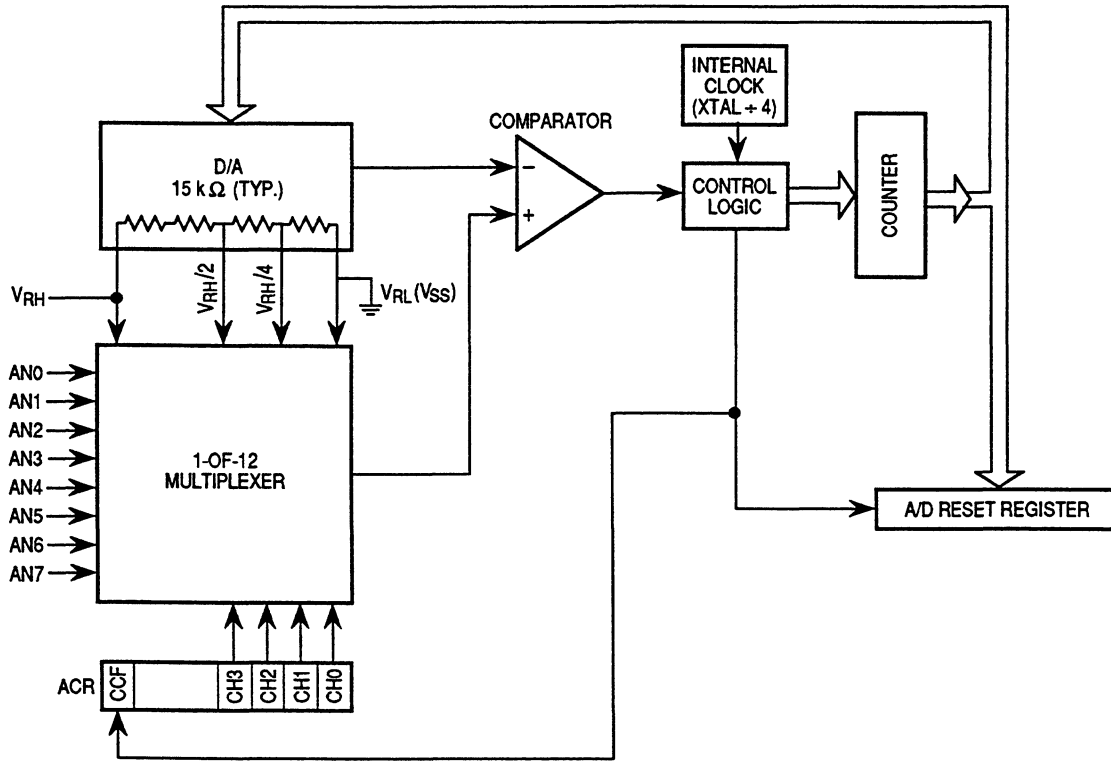 INTERNAL
CLOCK
(XTAL ÷ 4)
COMPARATOR
D/A
15 kΩ (TYP.)
−
+
CONTROL
LOGIC
COUNTER
VRH
VRH/2
VRH/4
VRL (VSS)
AN0
AN1
AN2
AN3
AN4
AN5
AN6
AN7
1-OF-12
MULTIPLEXER
A/D RESET REGISTER
ACR
CCF
CH3
CH2
CH1
CH0